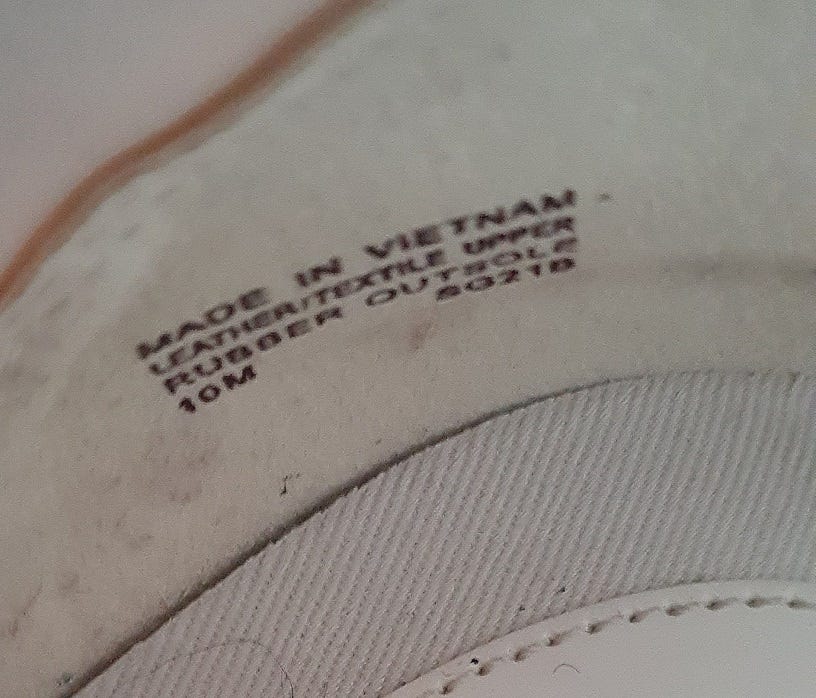 MADE IN VIETNAM
LEATHER/TEXTILE UPPER
RUBBER OUTSOLE
10M